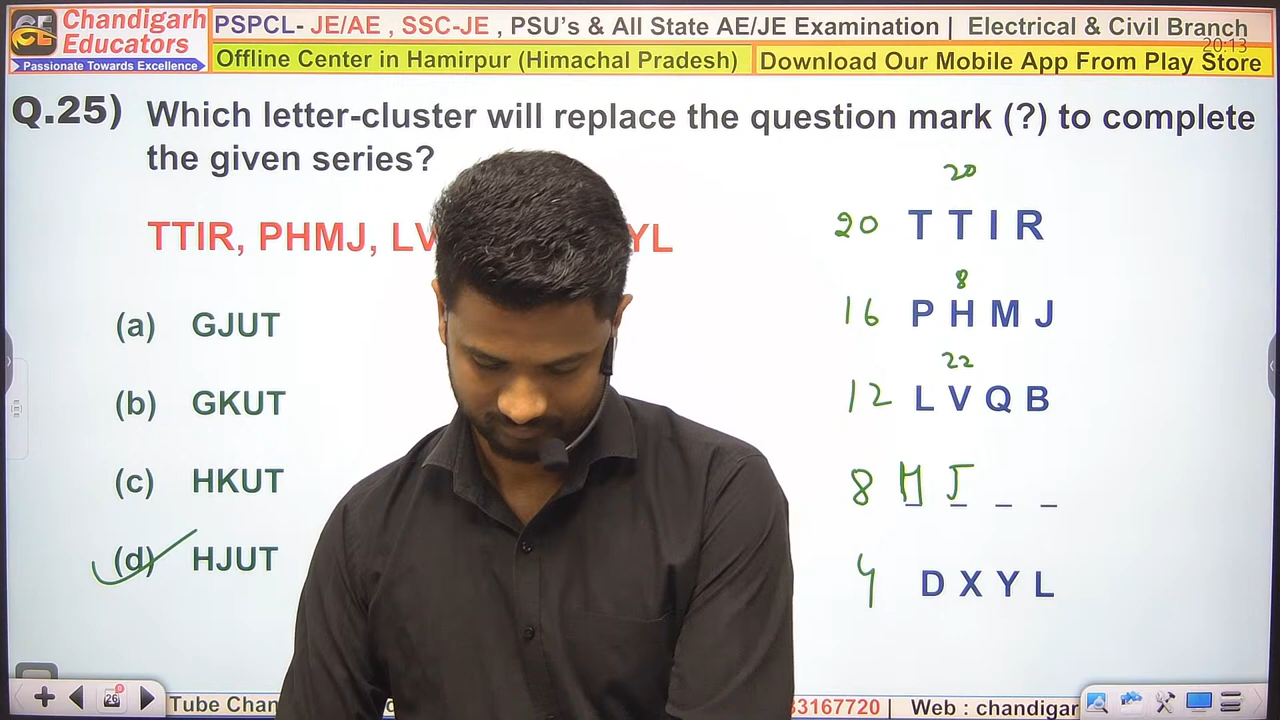 Chandigarh
Educators
Passionate Towards Excellence
PSPCL- JE/AE , SSC-JE , PSU's & All State AE/JE Examination | Electrical & Civil Branch
20:13
Offline Center in Hamirpur (Himachal Pradesh)
Download Our Mobile App From Play Store
Q.25) Which letter-cluster will replace the question mark (?) to complete
the given series?
TTIR, PHMJ, LV YL
(a) GJUT
(b) GKUT
(c) HKUT
(d) HJUT
20
20 T T I R
8
16 P H M J
22
12 L V Q B
8 H J _ _
4 D X Y L
26
Tube Chan 33167720 | Web : chandigar